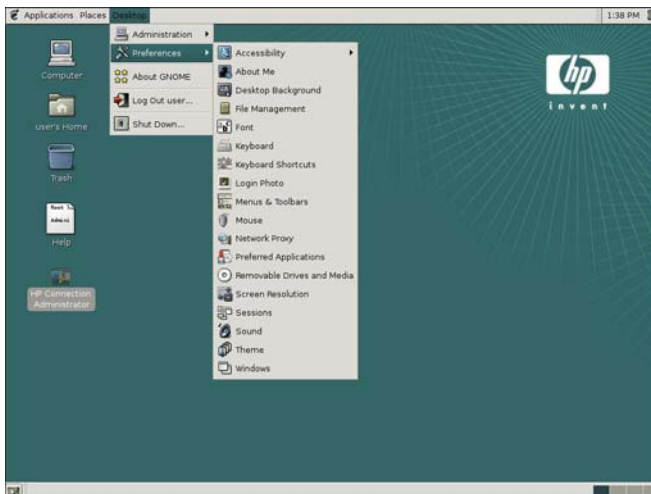 Applications Places Desktop
1:38 PM
Administration
Preferences
About GNOME
Log Out user...
Shut Down...
Accessibility
About Me
Desktop Background
File Management
Font
Keyboard
Keyboard Shortcuts
Login Photo
Menus & Toolbars
Mouse
Network Proxy
Preferred Applications
Removable Drives and Media
Screen Resolution
Sessions
Sound
Theme
Windows
Computer
user's Home
Trash
Help
HP Connection
Administrator
hp
invent